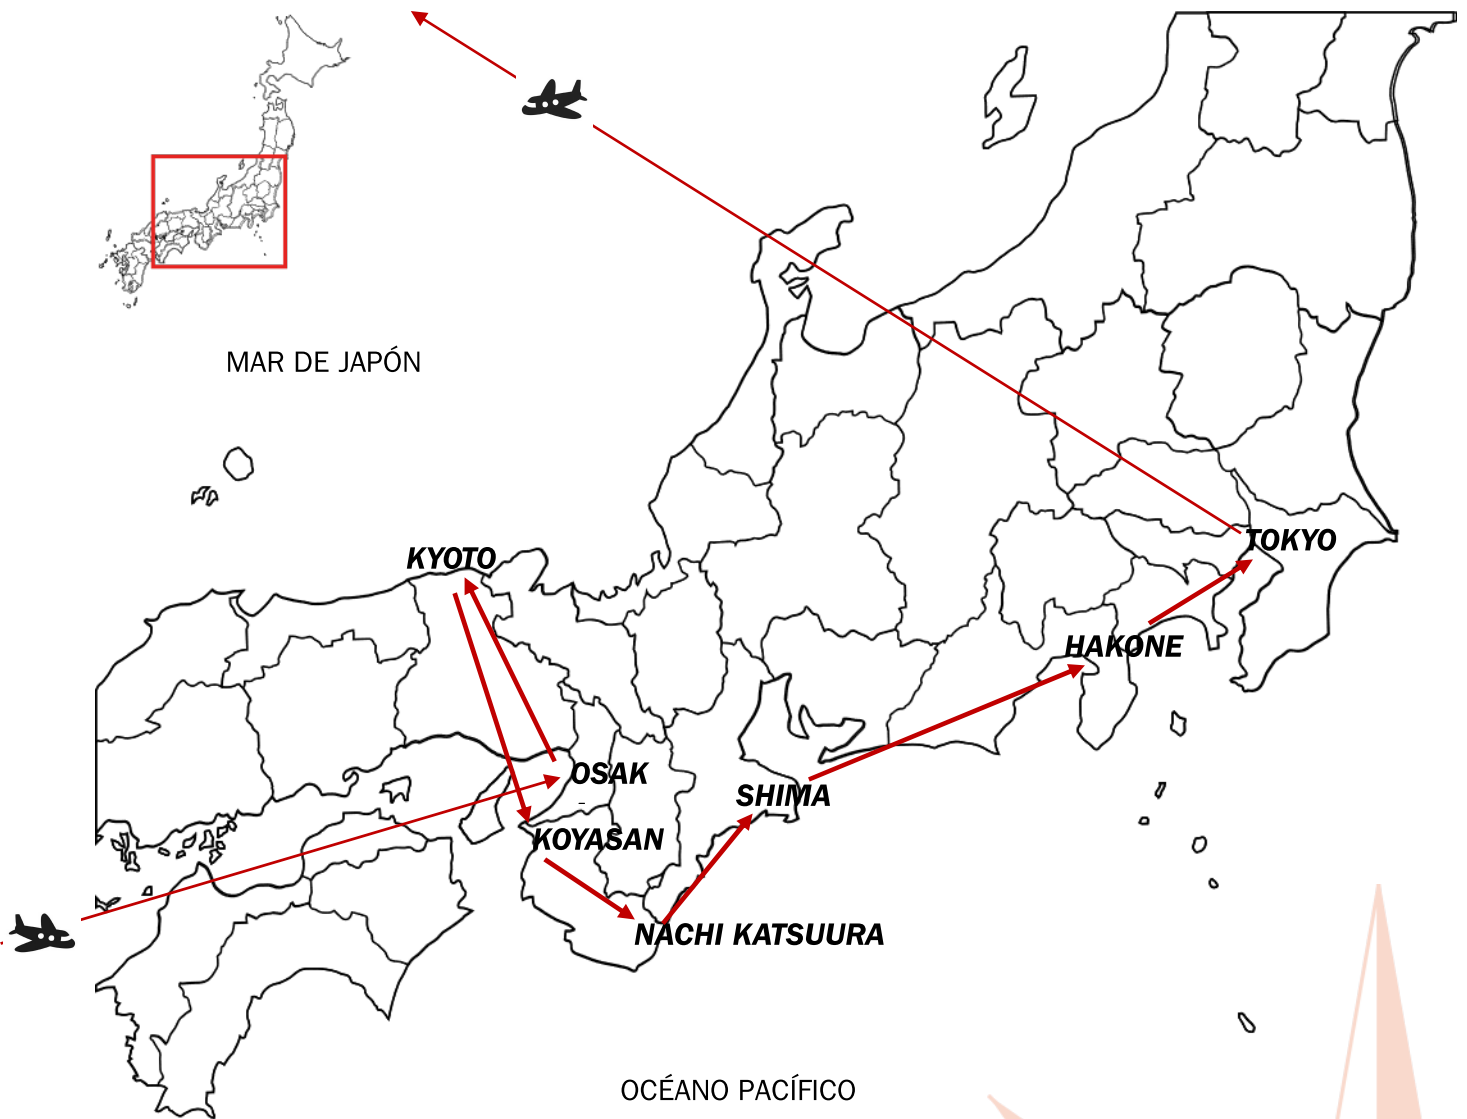 MAR DE JAPÓN
KYOTO
TOKYO
HAKONE
OSAK
SHIMA
KOYASAN
NACHI KATSUURA
OCÉANO PACÍFICO